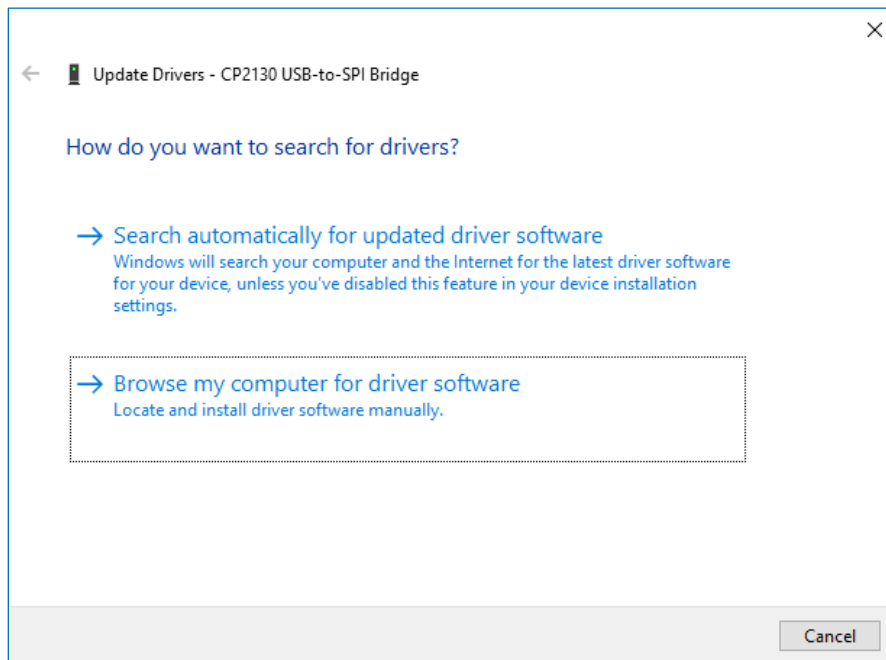 Update Drivers - CP2130 USB-to-SPI Bridge
How do you want to search for drivers?
Search automatically for updated driver software
Windows will search your computer and the Internet for the latest driver software
for your device, unless you've disabled this feature in your device installation
settings.
Browse my computer for driver software
Locate and install driver software manually.
Cancel